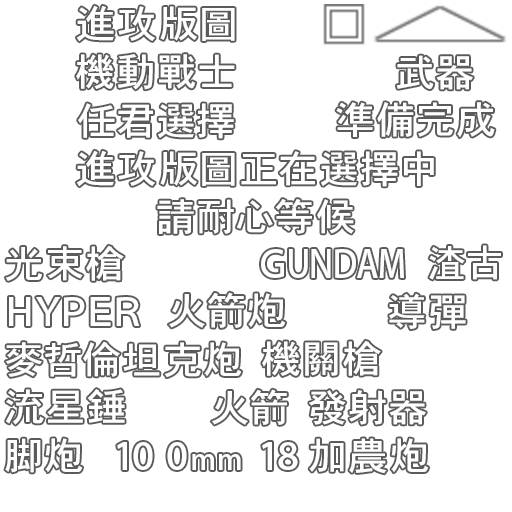 進攻版圖
機動戰士 武器
任君選擇 準備完成
進攻版圖正在選擇中
請耐心等候
光束槍 GUNDAM 渣古
HYPER 火箭炮 導彈
麥哲倫坦克炮 機關槍
流星錘 火箭 發射器
脚炮 10 0mm 18 加農炮